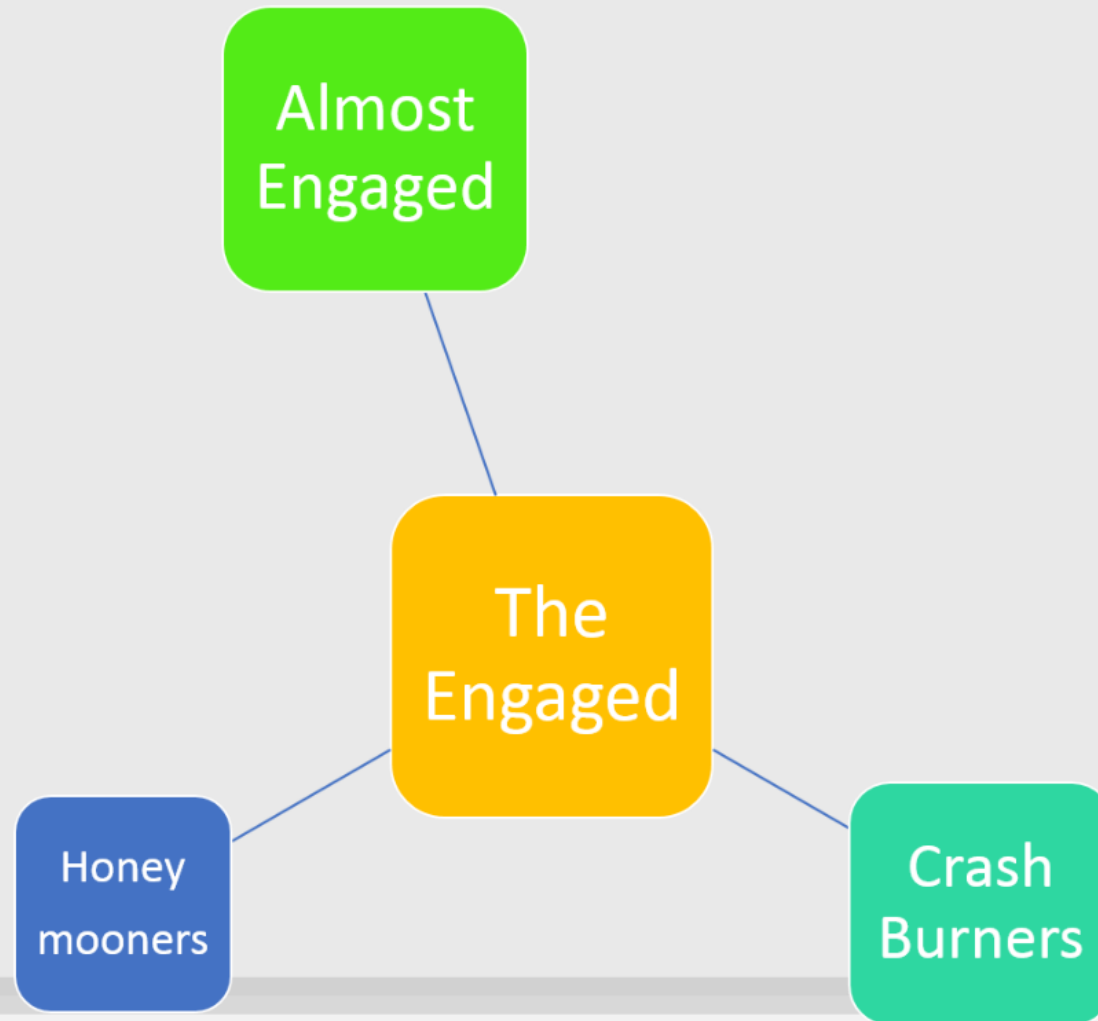 Almost
Engaged
The
Engaged
Honey
mooners
Crash
Burners